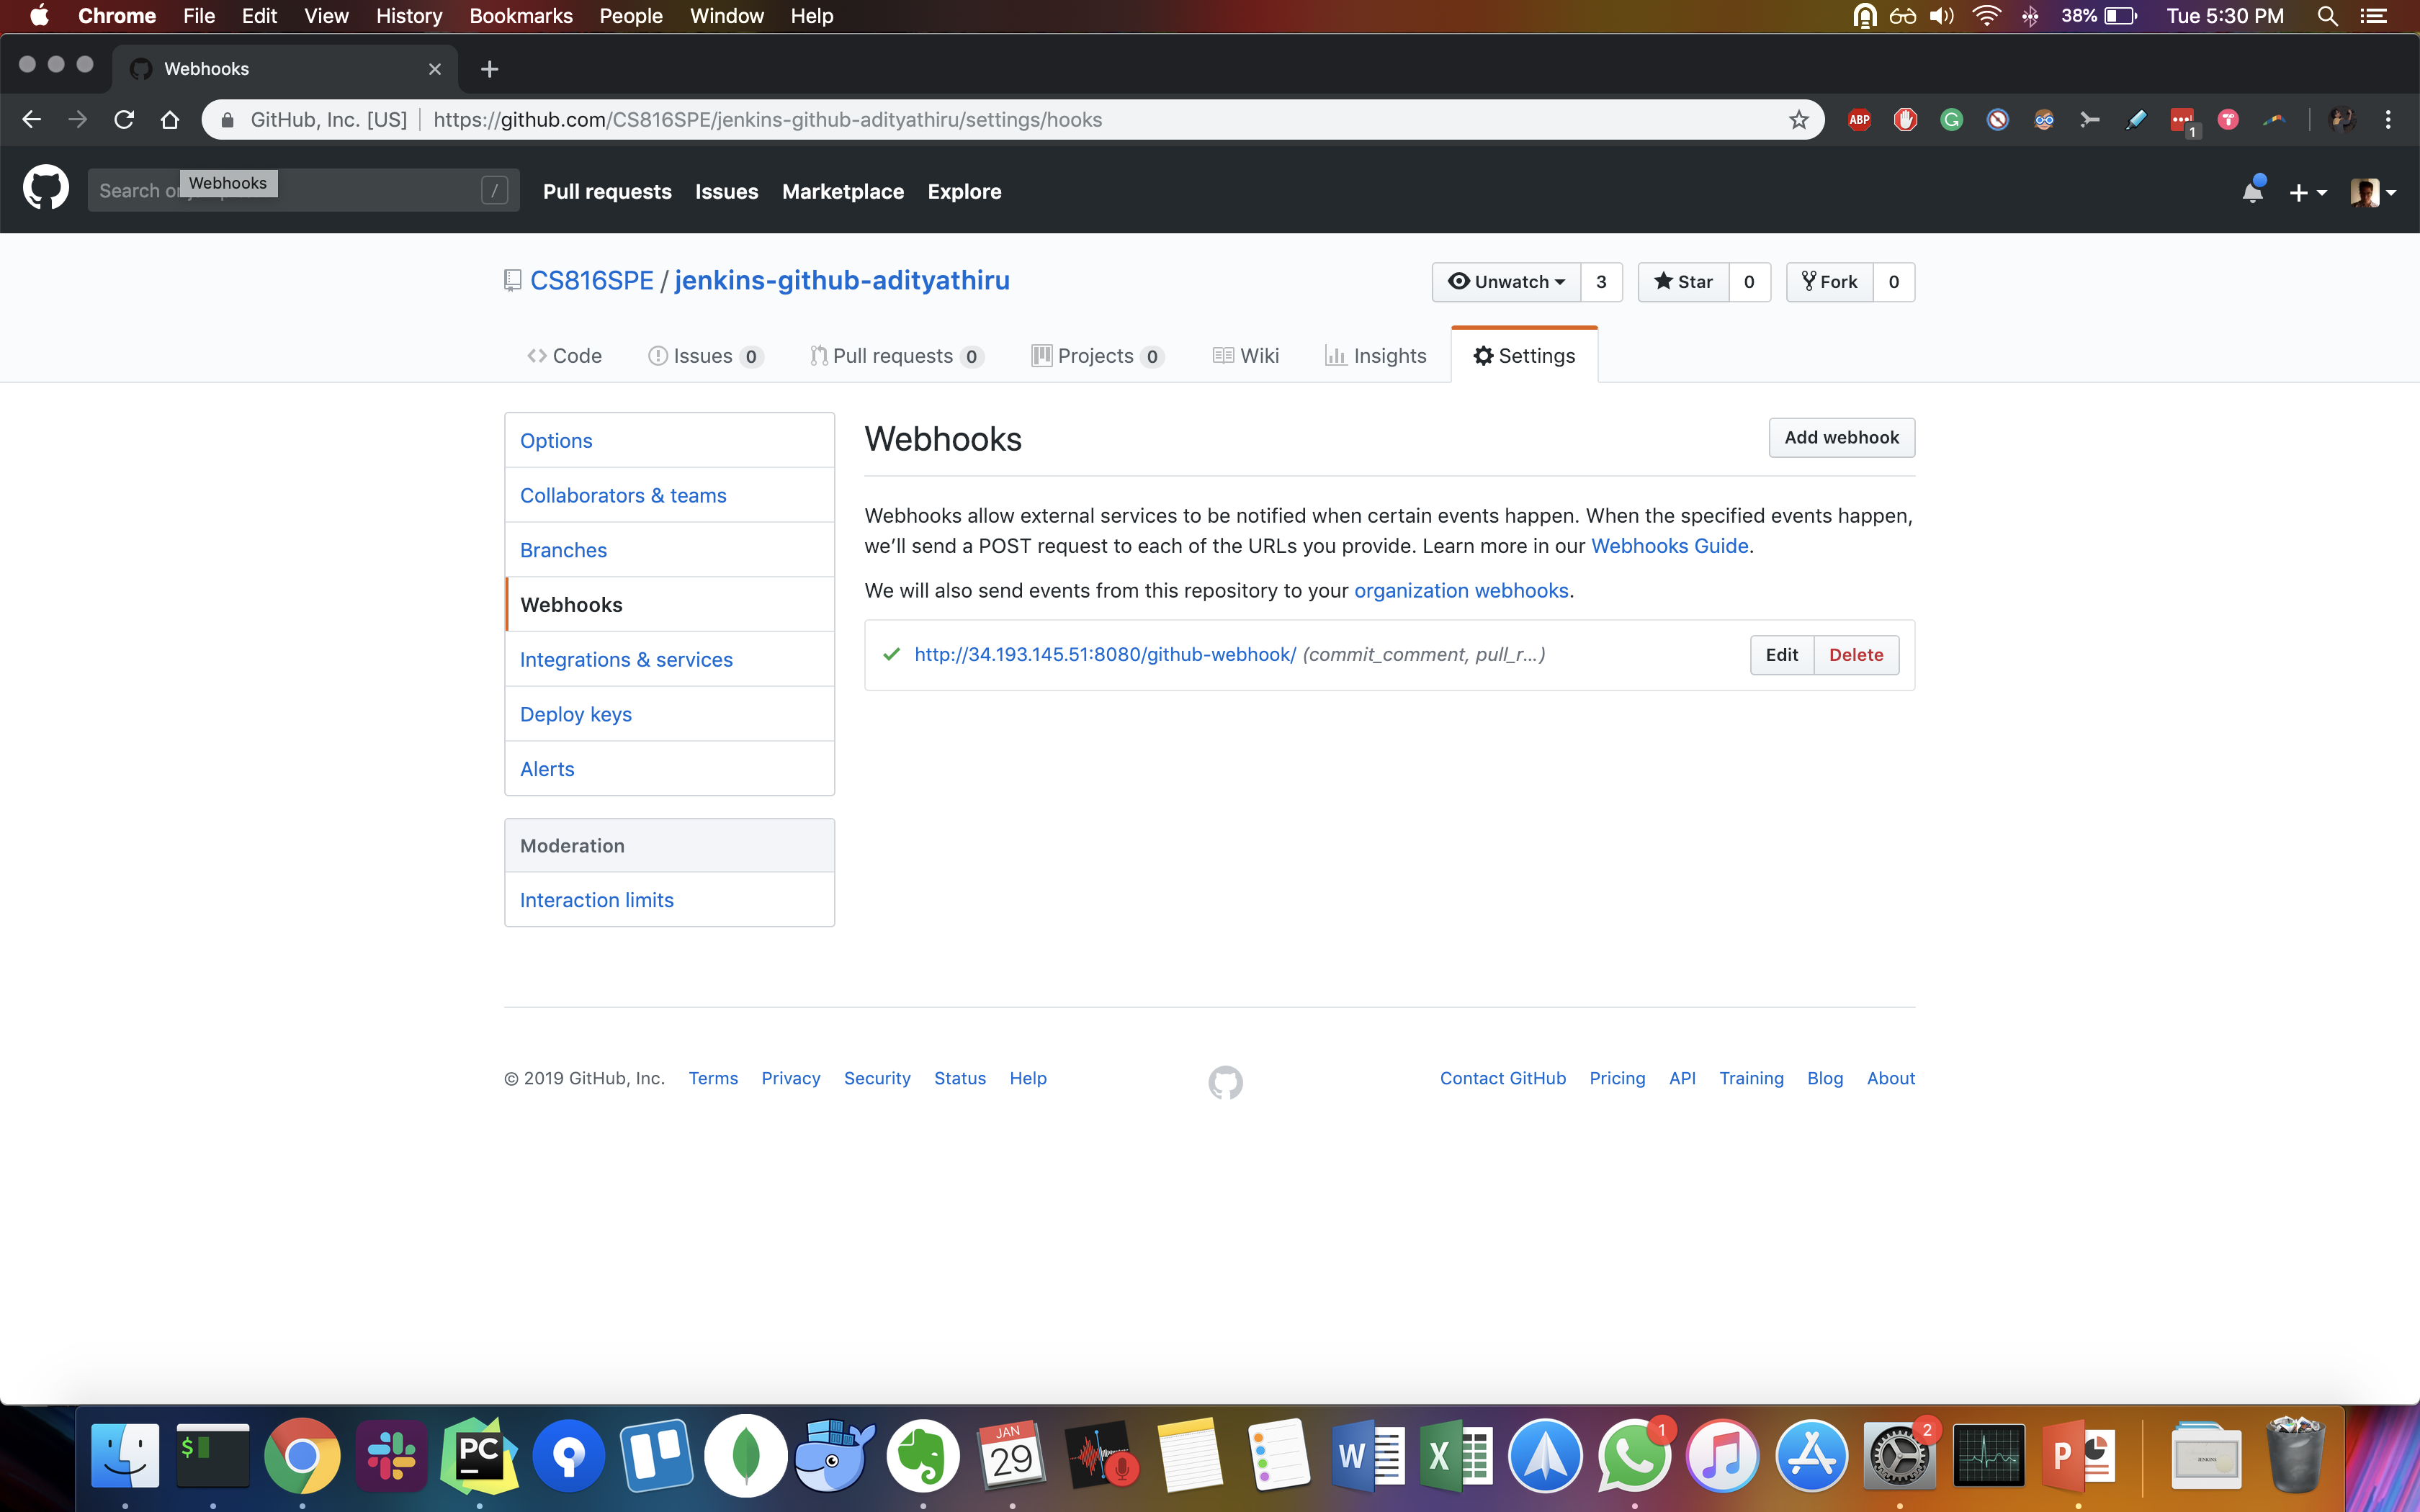 Chrome File Edit View History Bookmarks People Window Help 38% Tue 5:30 PM
Webhooks
GitHub, Inc. [US] https://github.com/CS816SPE/jenkins-github-adityathiru/settings/hooks ABP 1
Search or Webhooks / Pull requests Issues Marketplace Explore
CS816SPE / jenkins-github-adityathiru Unwatch 3 Star 0 Fork 0
Code Issues 0 Pull requests 0 Projects 0 Wiki Insights Settings
Options
Collaborators & teams
Branches
Webhooks
Integrations & services
Deploy keys
Alerts
Moderation
Interaction limits
Webhooks Add webhook
Webhooks allow external services to be notified when certain events happen. When the specified events happen,
we’ll send a POST request to each of the URLs you provide. Learn more in our Webhooks Guide.
We will also send events from this repository to your organization webhooks.
http://34.193.145.51:8080/github-webhook/ (commit_comment, pull_r...) Edit Delete
© 2019 GitHub, Inc. Terms Privacy Security Status Help Contact GitHub Pricing API Training Blog About
$ PC JAN 29 W X 1 2 P